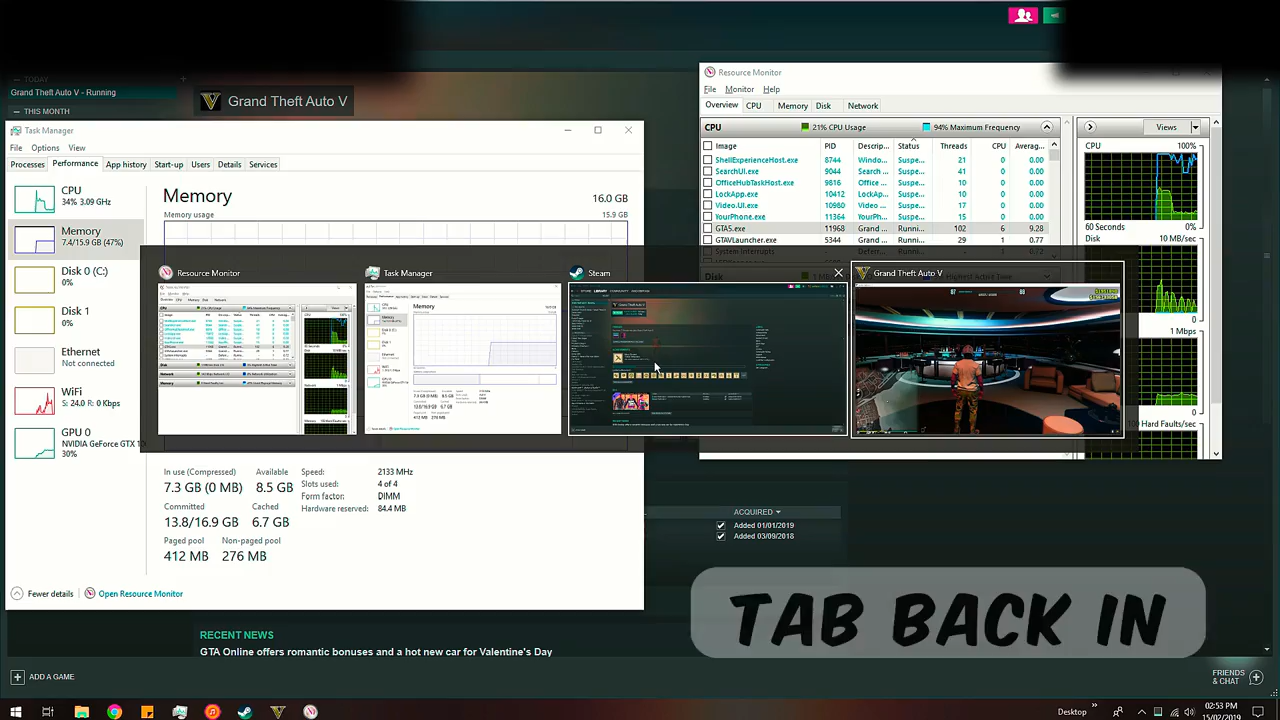 TODAY
Grand Theft Auto V - Running
THIS MONTH
Grand Theft Auto V
Task Manager
File Options View
Processes Performance App history Start-up Users Details Services
CPU
34% 3.09 GHz
Memory
7.4/15.9 GB (47%)
Disk 0 (C:)
0%
Disk 1
0%
Ethernet
Not connected
WiFi
S: 24.0 R: 0 Kbps
GPU 0
NVIDIA GeForce GTX 10
30%
Memory 16.0 GB
Memory usage 15.9 GB
In use (Compressed) Available
7.3 GB (0 MB) 8.5 GB
Committed Cached
13.8/16.9 GB 6.7 GB
Paged pool Non-paged pool
412 MB 276 MB
Speed: 2133 MHz
Slots used: 4 of 4
Form factor: DIMM
Hardware reserved: 84.4 MB
Fewer details Open Resource Monitor
Resource Monitor
File Monitor Help
Overview CPU Memory Disk Network
CPU 21% CPU Usage 94% Maximum Frequency
Image PID Descrip... Status Threads CPU Averag...
ShellExperienceHost.exe 8744 Windo... Suspe... 21 0 0.00
SearchUI.exe 9044 Search ... Suspe... 41 0 0.00
OfficeHubTaskHost.exe 9816 Office ... Suspe... 10 0 0.00
LockApp.exe 10920 LockAp... Suspe... 10 0 0.00
Video.UI.exe 10960 Video ... Suspe... 17 0 0.00
YourPhone.exe 11364 YourPh... Suspe... 15 0 0.00
GTA5.exe 11968 Grand ... Runni... 102 6 9.28
GTAVLauncher.exe 5344 Grand ... Runni... 29 1 0.77
System Interrupts
Disk
Views
CPU 100%
60 Seconds 0%
Disk 10 MB/sec
0
1 Mbps
0
100 Hard Faults/sec
Resource Monitor
Task Manager
Steam
Grand Theft Auto V
ACQUIRED
Added 01/01/2019
Added 03/09/2018
TAB BACK IN
RECENT NEWS
GTA Online offers romantic bonuses and a hot new car for Valentine's Day
ADD A GAME
FRIENDS
& CHAT
Desktop
02:53 PM
15/02/2019